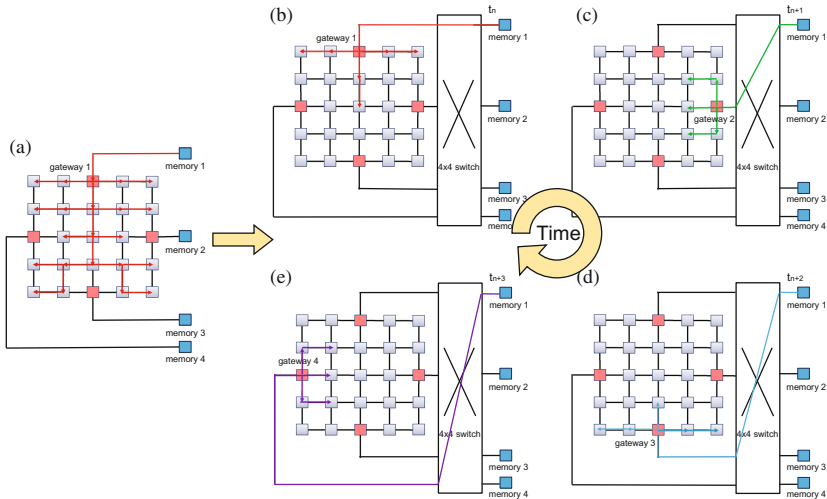 (a)
gateway 1
memory 1
memory 2
memory 3
memory 4
(b)
tn
gateway 1
memory 1
memory 2
4x4 switch
memory 3
(c)
tn+1
memory 1
gateway 2
memory 2
4x4 switch
memory 3
memory 4
Time
(e)
tn+3
memory 1
gateway 4
memory 2
4x4 switch
memory 3
memory 4
(d)
tn+2
memory 1
memory 2
gateway 3
4x4 switch
memory 3
memory 4